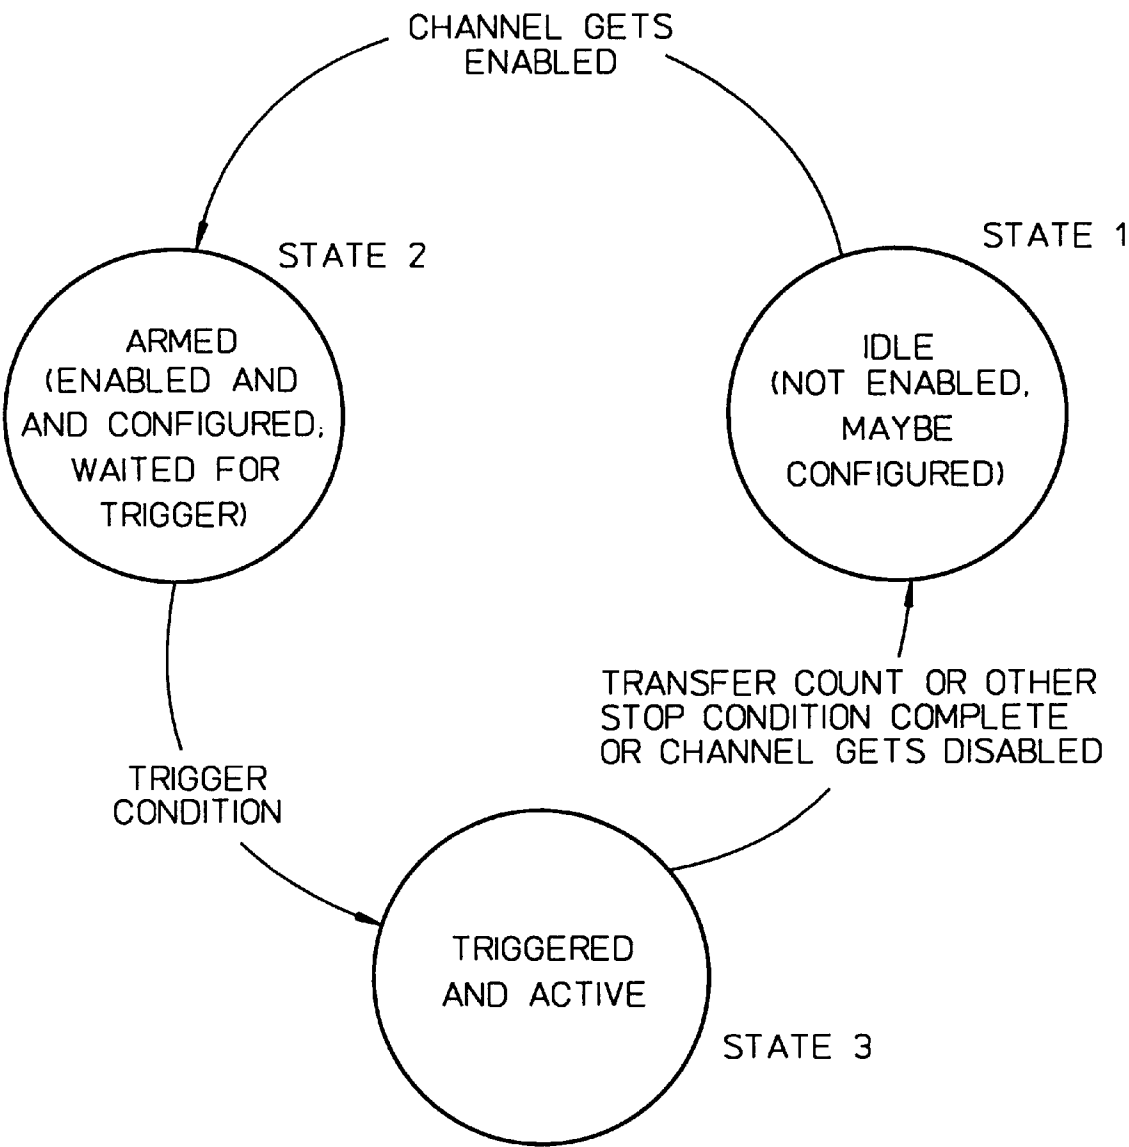 CHANNEL GETS
ENABLED
STATE 1
STATE 2
ARMED
(ENABLED AND
AND CONFIGURED;
WAITED FOR
TRIGGER)
IDLE
(NOT ENABLED,
MAYBE
CONFIGURED)
TRANSFER COUNT OR OTHER
STOP CONDITION COMPLETE
OR CHANNEL GETS DISABLED
TRIGGER
CONDITION
TRIGGERED
AND ACTIVE
STATE 3